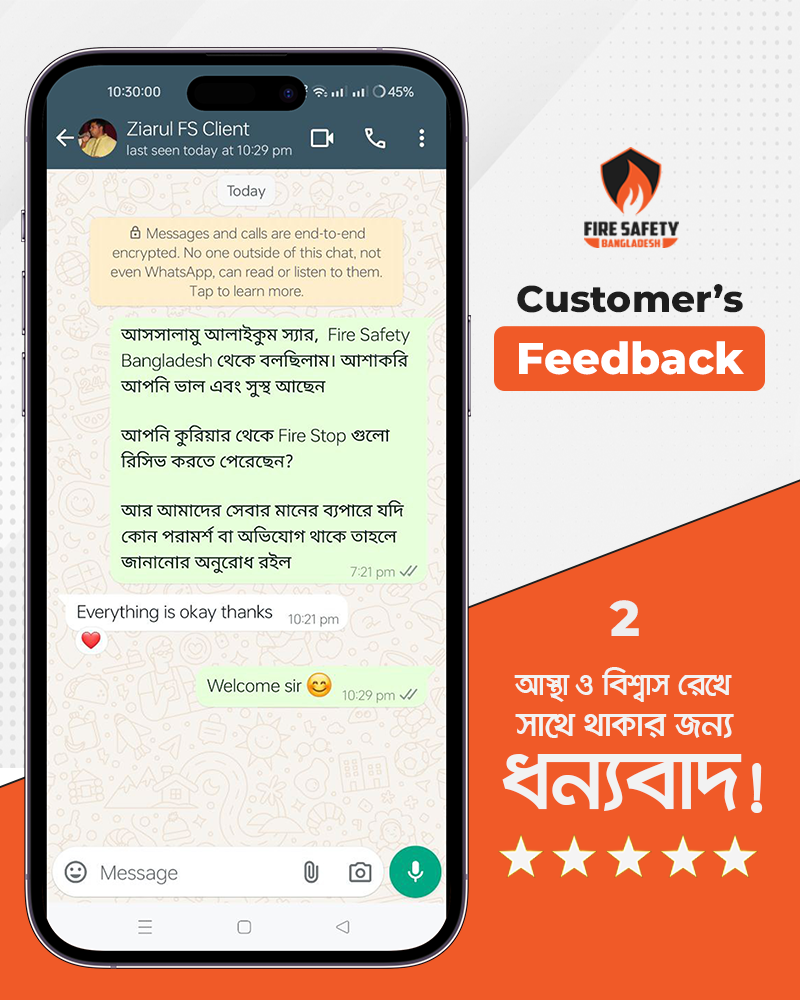 10:30:00
45%
Ziarul FS Client
last seen today at 10:29 pm
Today
Messages and calls are end-to-end
encrypted. No one outside of this chat, not
even WhatsApp, can read or listen to them.
Tap to learn more.
আসসালামু আলাইকুম স্যার, Fire Safety
Bangladesh থেকে বলছিলাম। আশাকরি
আপনি ভাল এবং সুস্থ আছেন
আপনি কুরিয়ার থেকে Fire Stop গুলো
রিসিভ করতে পেরেছেন?
আর আমাদের সেবার মানের ব্যপারে যদি
কোন পরামর্শ বা অভিযোগ থাকে তাহলে
জানানোর অনুরোধ রইল
7:21 pm
Everything is okay thanks
10:21 pm
Welcome sir
10:29 pm
Message
FIRE SAFETY
BANGLADESH
Customer’s
Feedback
2
আস্থা ও বিশ্বাস রেখে
সাথে থাকার জন্য
ধন্যবাদ!